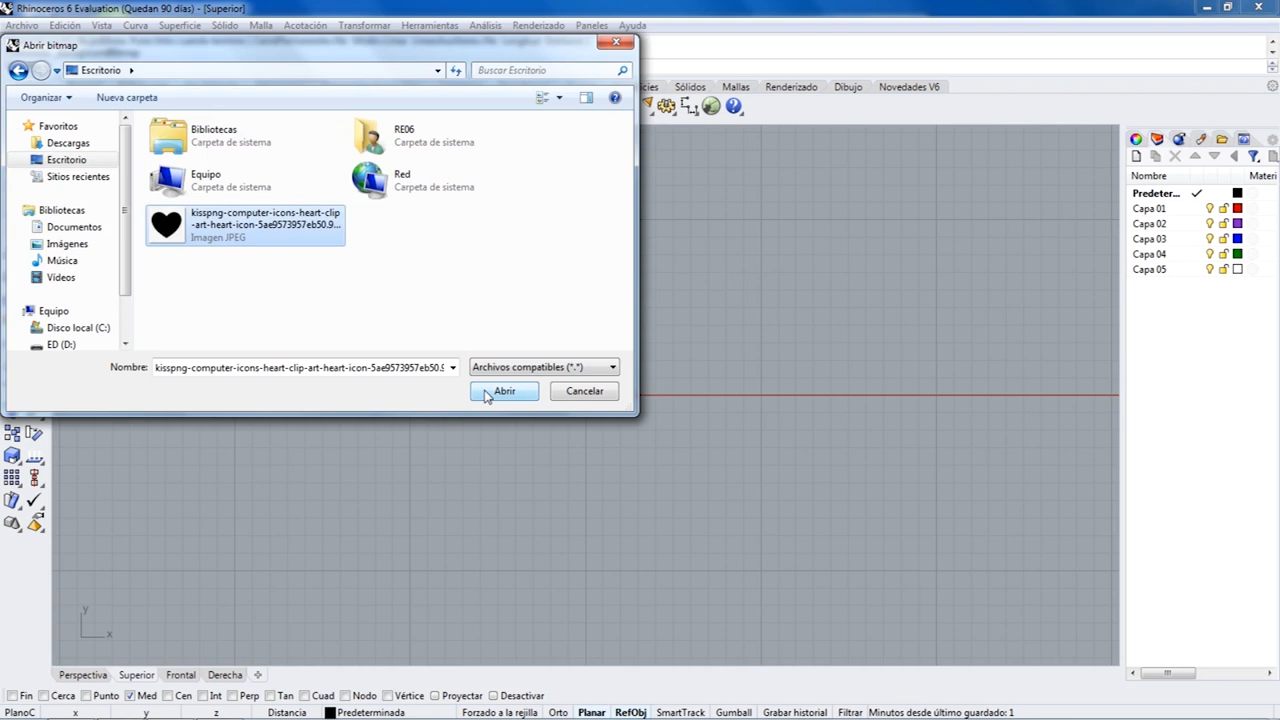 Rhinoceros 6 Evaluation (Quedan 90 días) - [Superior]
Archivo Edición Vista Curva Superficie Sólido Malla Acotación Transformar Herramientas Análisis Renderizado Paneles Ayuda
Abrir bitmap
Escritorio
Buscar Escritorio
Organizar Nueva carpeta
Sólidos Mallas Renderizado Dibujo Novedades V6
Favoritos
Descargas
Escritorio
Sitios recientes
Bibliotecas
Documentos
Imágenes
Música
Vídeos
Equipo
Disco local (C:)
ED (D:)
Bibliotecas
Carpeta de sistema
RE06
Carpeta de sistema
Equipo
Carpeta de sistema
Red
Carpeta de sistema
kisspng-computer-icons-heart-clip
-art-heart-icon-5ae9573957eb50.9...
Imagen JPEG
Nombre: kisspng-computer-icons-heart-clip-art-heart-icon-5ae9573957eb50.9
Archivos compatibles (*.*)
Abrir Cancelar
Nombre Materi
Predeter...
Capa 01
Capa 02
Capa 03
Capa 04
Capa 05
y
x
Perspectiva Superior Frontal Derecha
Fin Cerca Punto Med Cen Int Perp Tan Cuad Nodo Vértice Proyectar Desactivar
PlanoC x y z Distancia Predeterminada Forzado a la rejilla Orto Planar RefObj SmartTrack Gumball Grabar historial Filtrar Minutos desde último guardado: 1